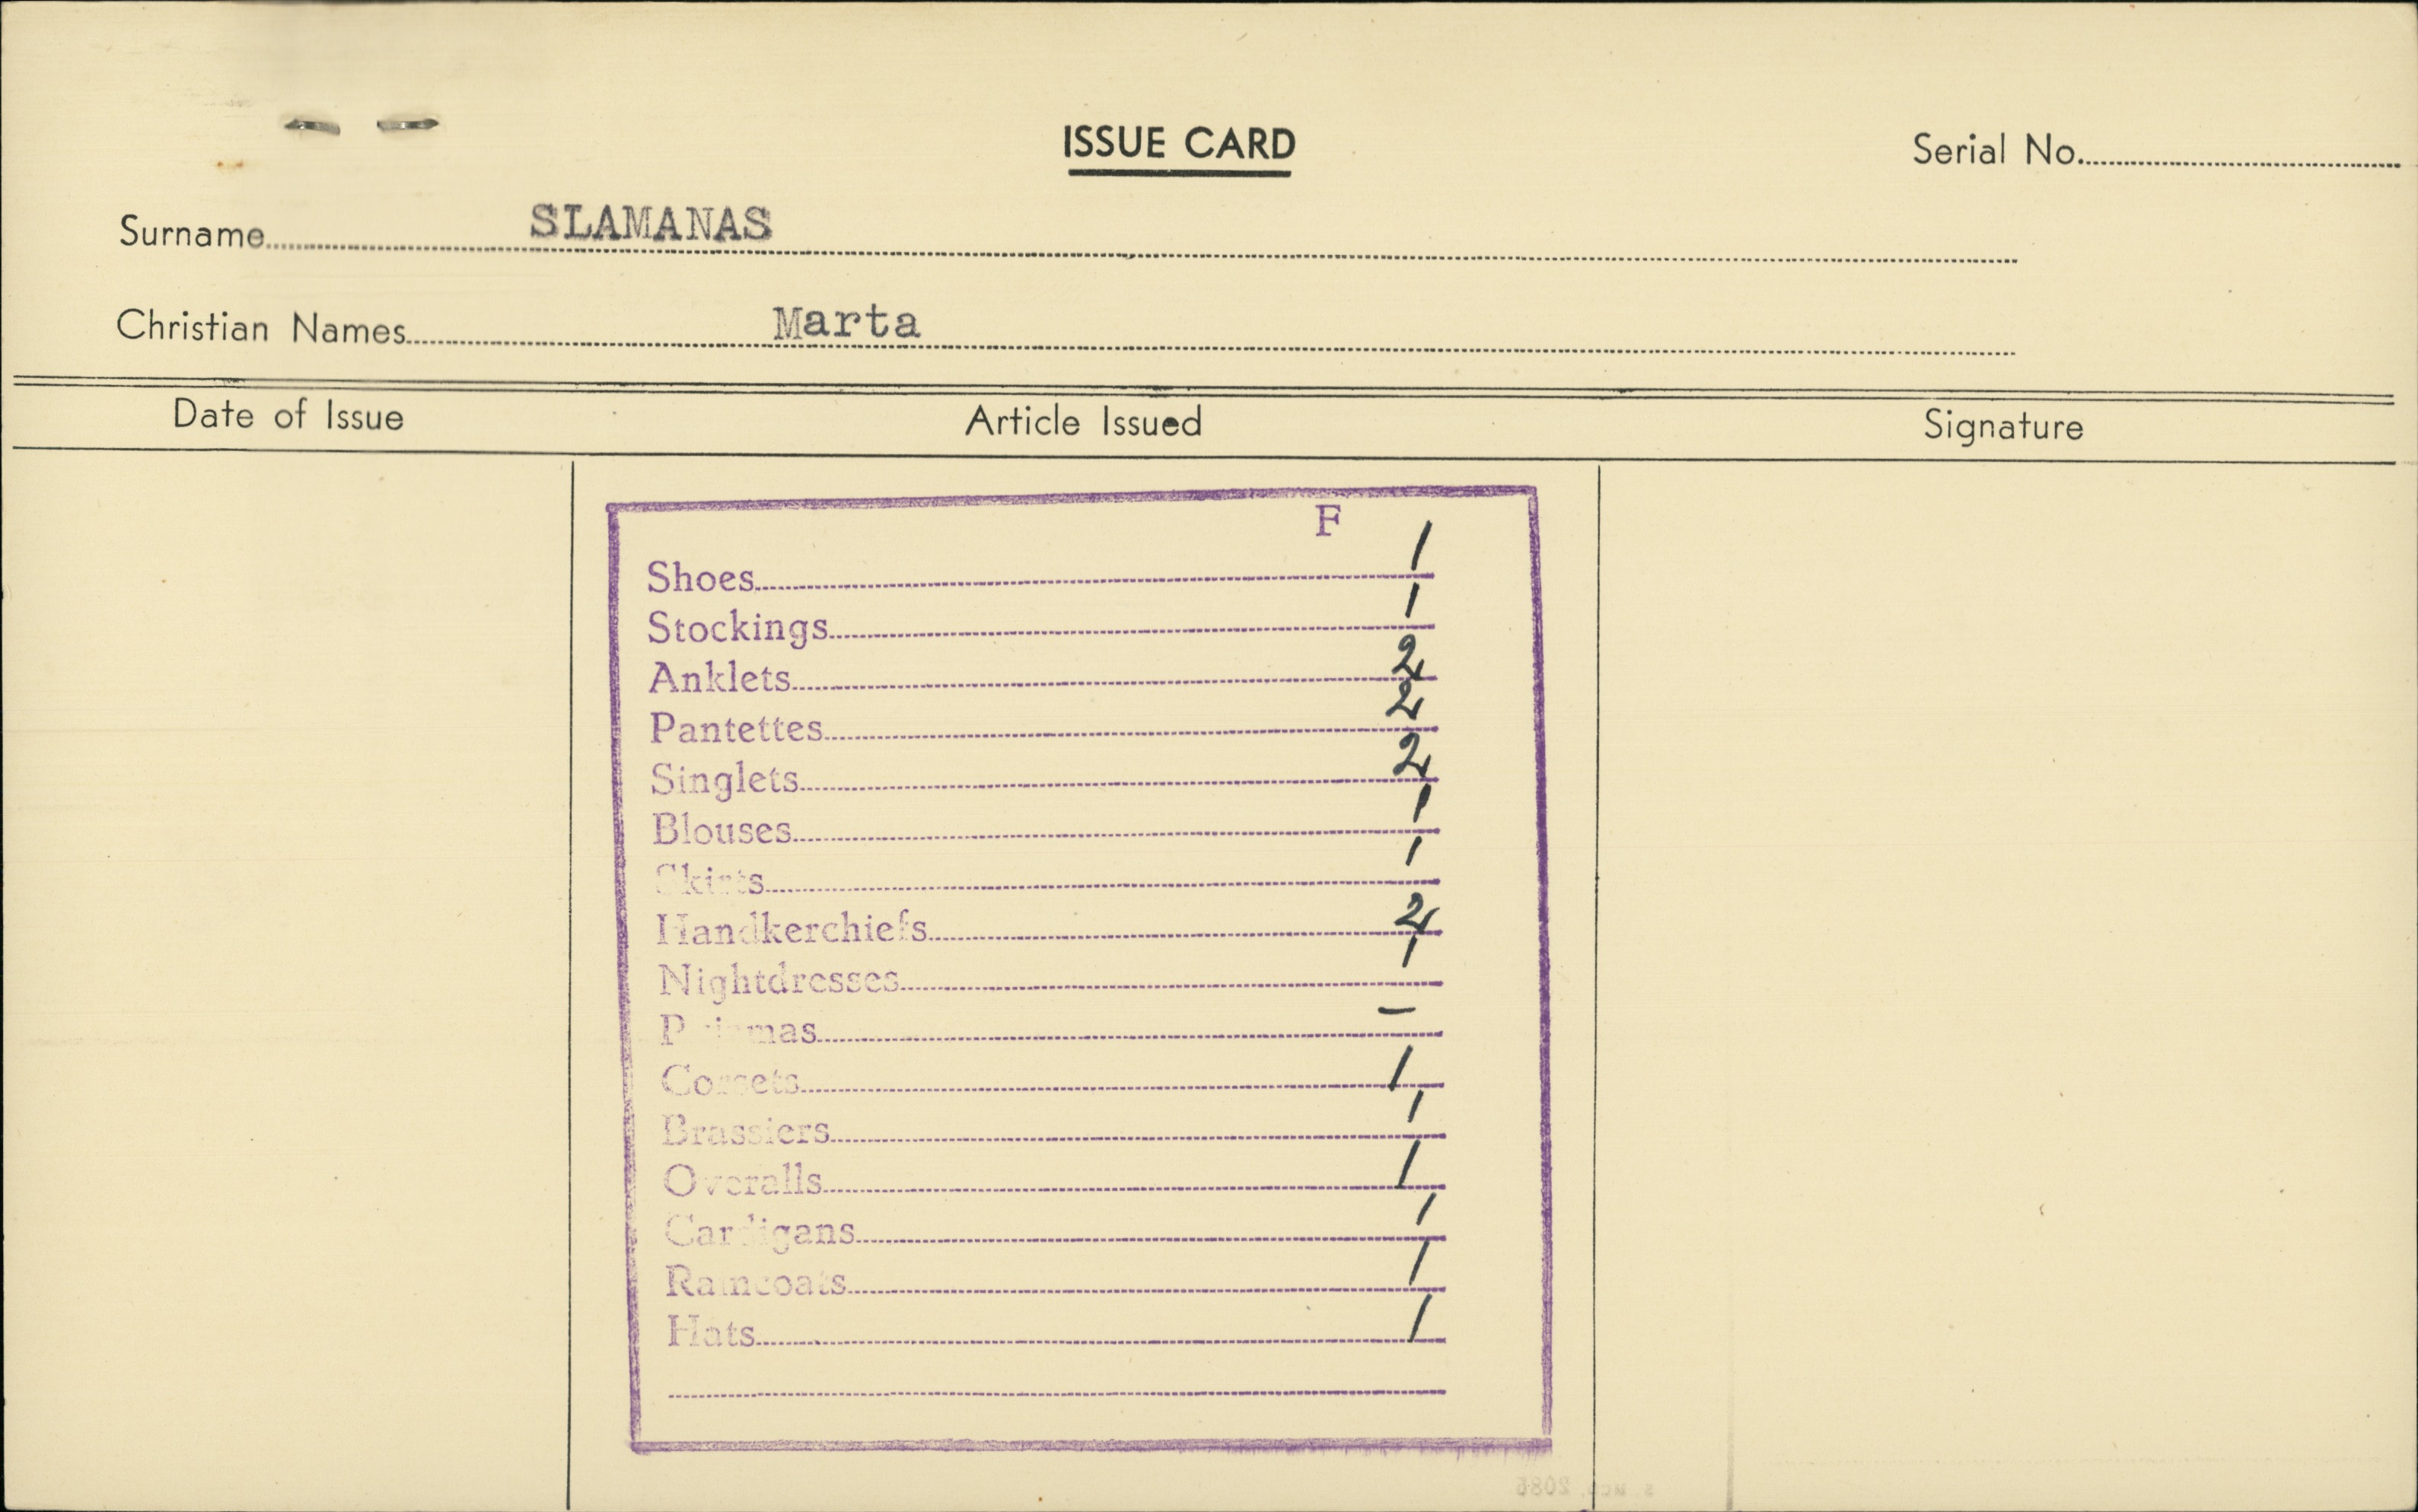 ISSUE CARD
Serial No.
Surname SLAMANAS
Christian Names Marta
Date of Issue Article Issued Signature
F
Shoes 1
Stockings 1
Anklets 2
Pantettes 2
Singlets 2
Blouses 1
Skirts 1
Handkerchiefs 2
Nightdresses 1
Pajamas –
Corsets 1
Brassiers 1
Overalls 1
Cardigans 1
Raincoats 1
Hats 1